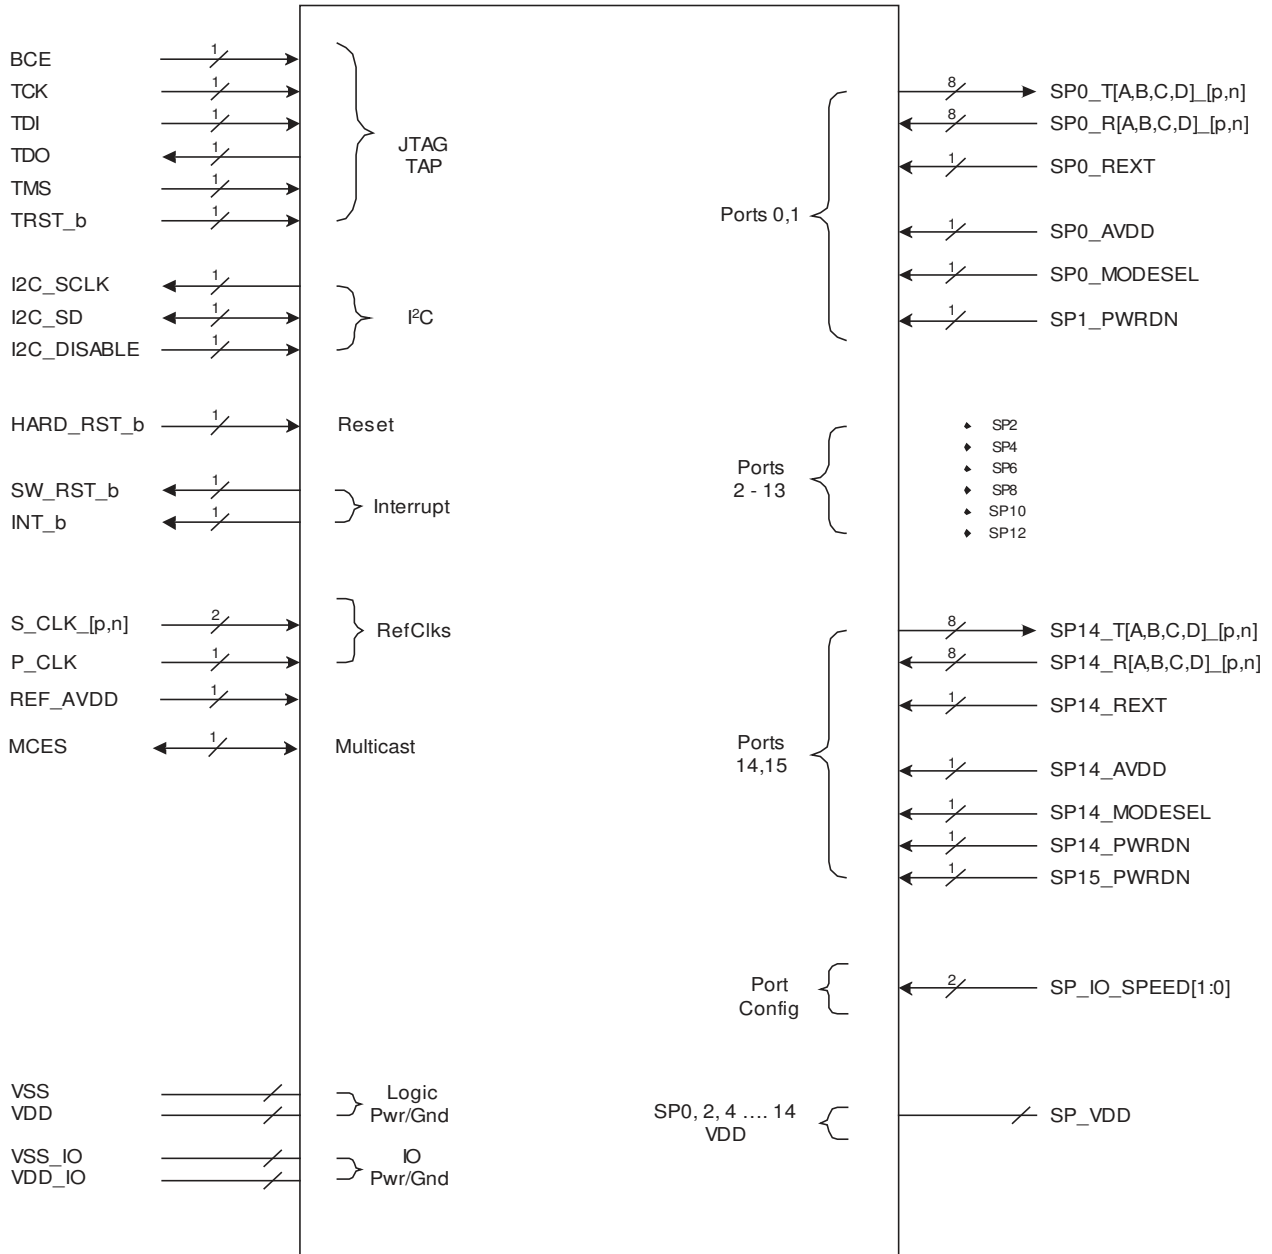 BCE 1
TCK 1
TDI 1
TDO 1
TMS 1
TRST_b 1
JTAG
TAP
I2C_SCLK 1
I2C_SD 1
I2C_DISABLE 1
I²C
HARD_RST_b 1 Reset
SW_RST_b 1
INT_b 1
Interrupt
S_CLK_[p,n] 2
P_CLK 1
RefClks
REF_AVDD 1
MCES 1 Multicast
VSS
VDD
Logic
Pwr/Gnd
VSS_IO
VDD_IO
IO
Pwr/Gnd
Ports 0,1
8 SP0_T[A,B,C,D]_[p,n]
8 SP0_R[A,B,C,D]_[p,n]
1 SP0_REXT
1 SP0_AVDD
1 SP0_MODESEL
1 SP1_PWRDN
Ports
2 - 13
SP2
SP4
SP6
SP8
SP10
SP12
Ports
14,15
8 SP14_T[A,B,C,D]_[p,n]
8 SP14_R[A,B,C,D]_[p,n]
1 SP14_REXT
1 SP14_AVDD
1 SP14_MODESEL
1 SP14_PWRDN
1 SP15_PWRDN
Port
Config
2 SP_IO_SPEED[1:0]
SP0, 2, 4 .... 14
VDD
SP_VDD